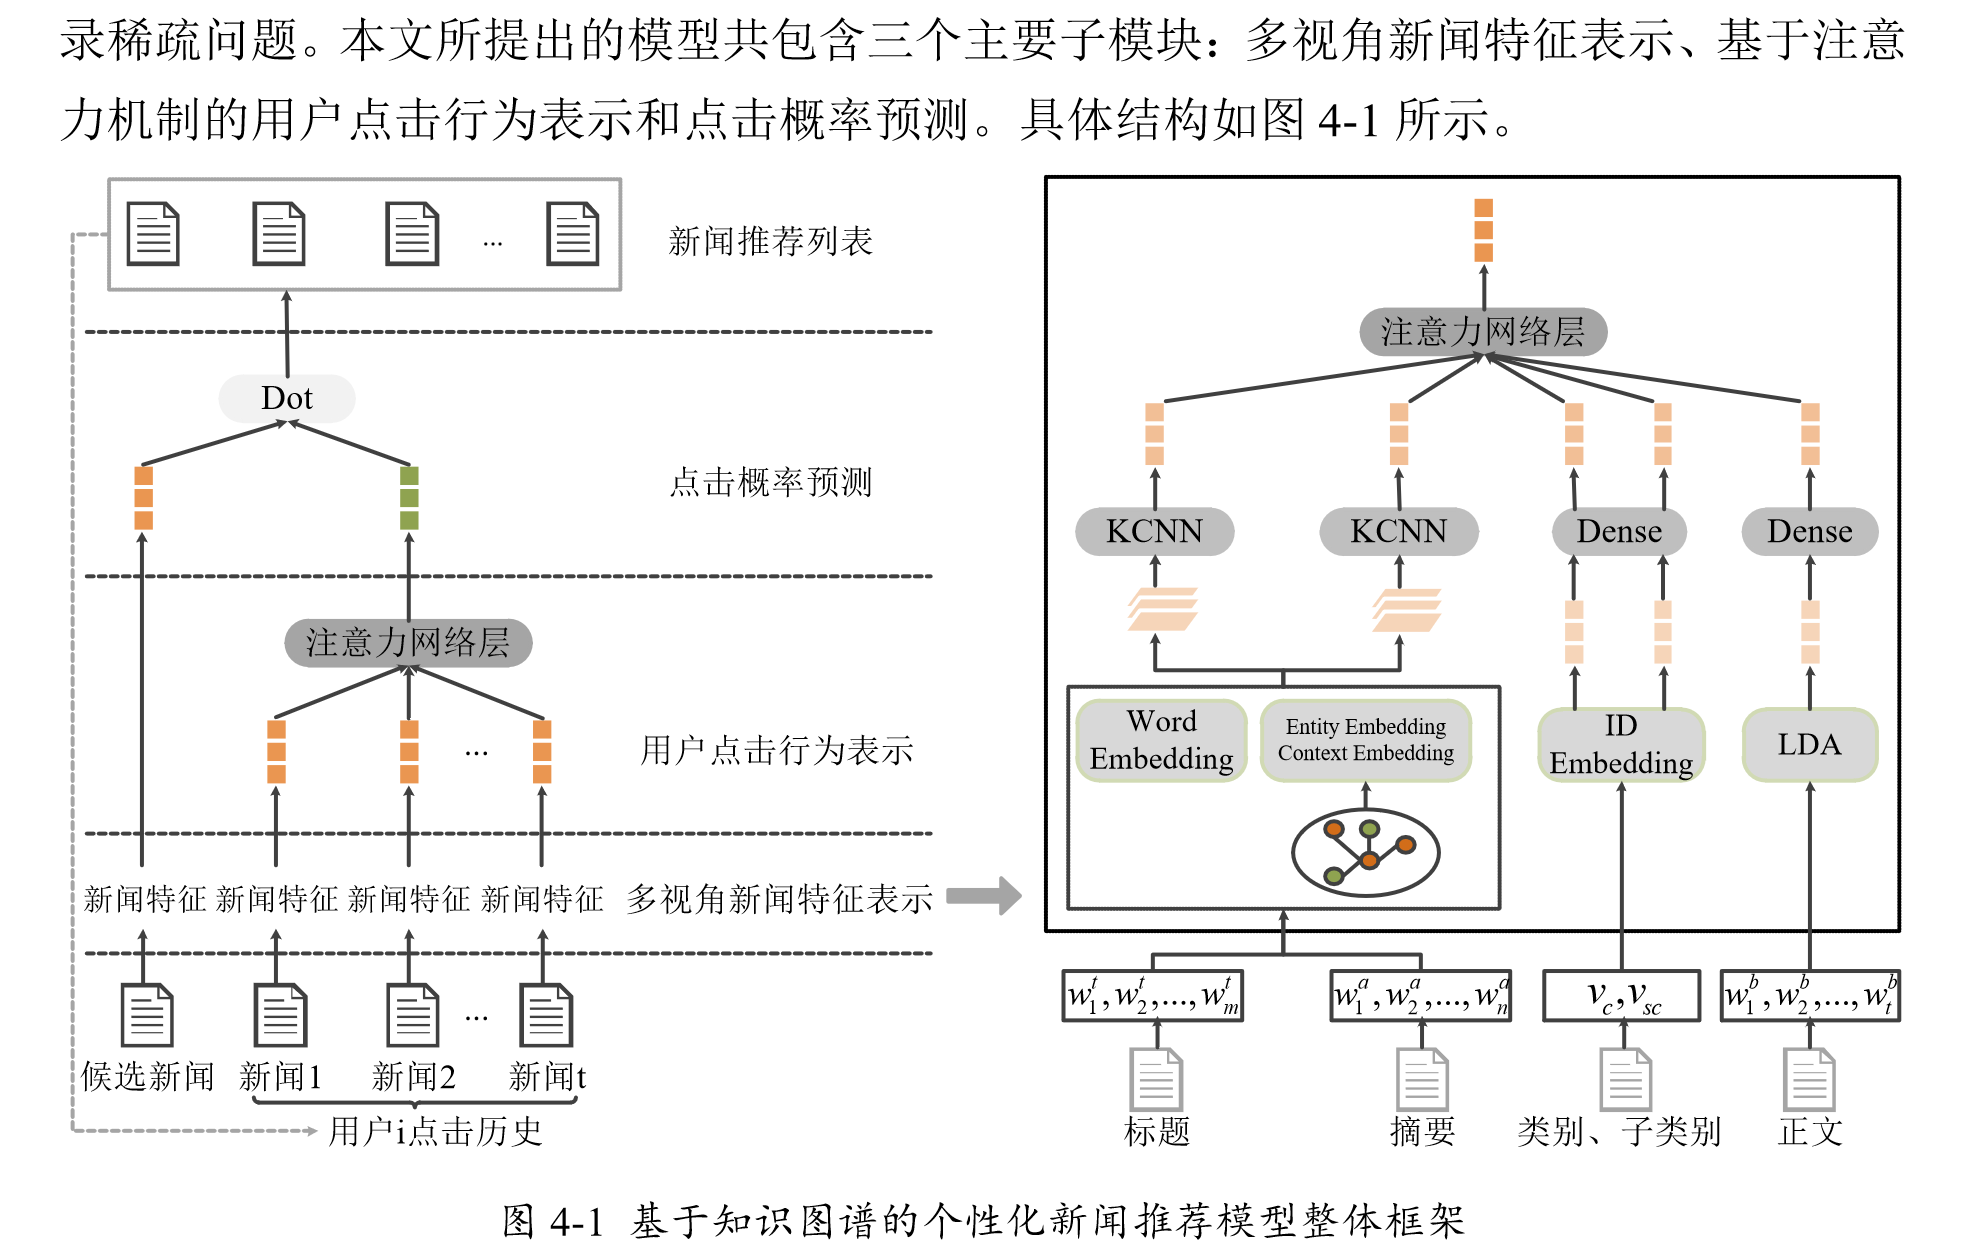 录稀疏问题。本文所提出的模型共包含三个主要子模块：多视角新闻特征表示、基于注意
力机制的用户点击行为表示和点击概率预测。具体结构如图 4-1 所示。
...
新闻推荐列表
Dot
点击概率预测
注意力网络层
...
用户点击行为表示
新闻特征 新闻特征 新闻特征 新闻特征 多视角新闻特征表示
...
候选新闻 新闻1 新闻2 新闻t
用户i点击历史
注意力网络层
KCNN KCNN Dense Dense
Word
Embedding
Entity Embedding
Context Embedding
ID
Embedding
LDA
w_1^t, w_2^t, ..., w_m^t
w_1^a, w_2^a, ..., w_n^a
v_c, v_sc
w_1^b, w_2^b, ..., w_t^b
标题 摘要 类别、子类别 正文
图 4-1 基于知识图谱的个性化新闻推荐模型整体框架